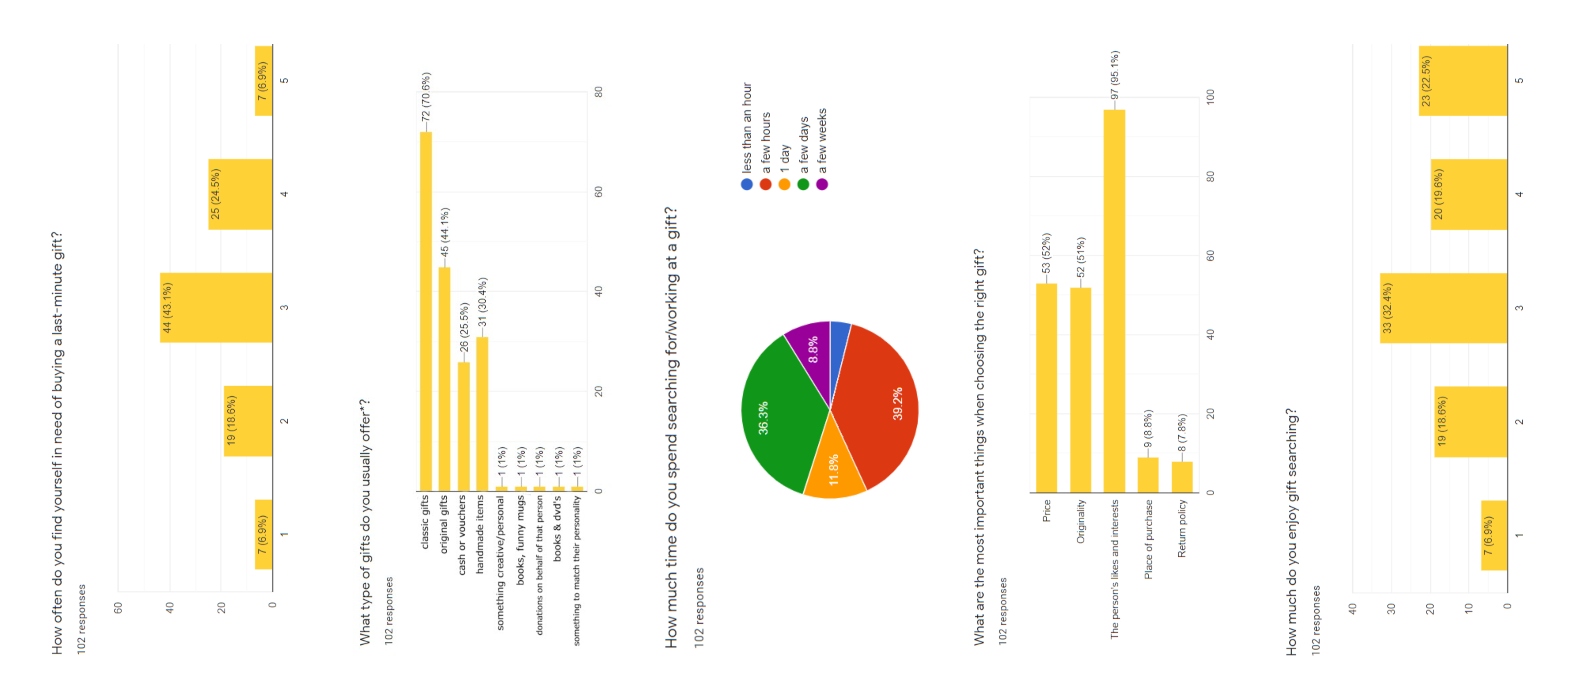 How often do you find yourself in need of buying a last-minute gift?
102 responses
60
40
20
0
7 (6.9%)
19 (18.6%)
44 (43.1%)
25 (24.5%)
7 (6.9%)
1 2 3 4 5
What type of gifts do you usually offer*?
102 responses
classic gifts 72 (70.6%)
original gifts 45 (44.1%)
cash or vouchers 26 (25.5%)
handmade items 31 (30.4%)
something creative/personal 1 (1%)
books, funny mugs 1 (1%)
donations on behalf of that person 1 (1%)
books & dvd's 1 (1%)
something to match their personality 1 (1%)
0 20 40 60 80
How much time do you spend searching for/working at a gift?
102 responses
36.3%
8.8%
11.8%
39.2%
less than an hour
a few hours
1 day
a few days
a few weeks
What are the most important things when choosing the right gift?
102 responses
Price 53 (52%)
Originality 52 (51%)
The person's likes and interests 97 (95.1%)
Place of purchase 9 (8.8%)
Return policy 8 (7.8%)
0 20 40 60 80 100
How much do you enjoy gift searching?
102 responses
40
30
20
10
0
7 (6.9%)
19 (18.6%)
33 (32.4%)
20 (19.6%)
23 (22.5%)
1 2 3 4 5